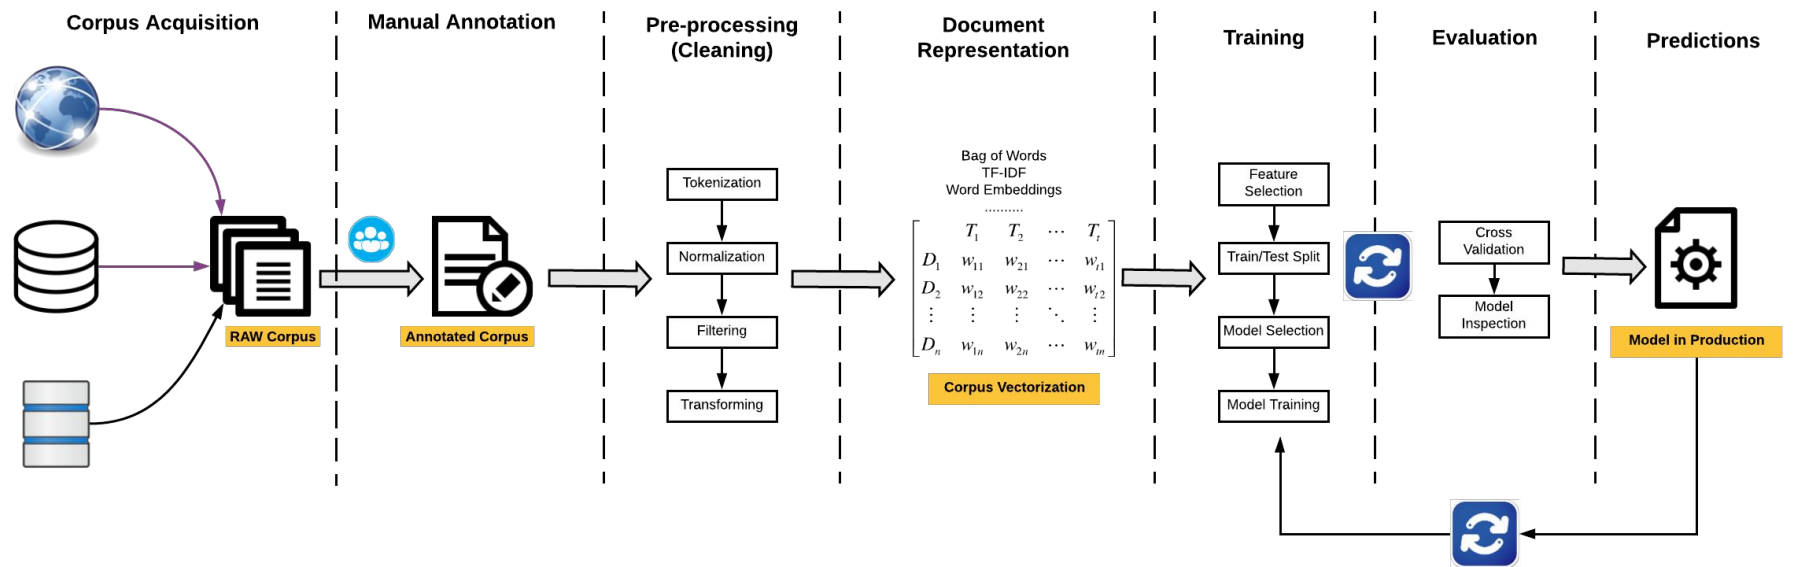 Corpus Acquisition
Manual Annotation
Pre-processing
(Cleaning)
Document
Representation
Training
Evaluation
Predictions
RAW Corpus
Annotated Corpus
Tokenization
Normalization
Filtering
Transforming
Bag of Words
TF-IDF
Word Embeddings
..........
T₁ T₂ ⋯ Tₜ
D₁ w₁₁ w₂₁ ⋯ wₜ₁
D₂ w₁₂ w₂₂ ⋯ wₜ₂
⋮ ⋮ ⋮ ⋱ ⋮
Dₙ w₁ₙ w₂ₙ ⋯ wₜₙ
Corpus Vectorization
Feature
Selection
Train/Test Split
Model Selection
Model Training
Cross
Validation
Model
Inspection
Model in Production